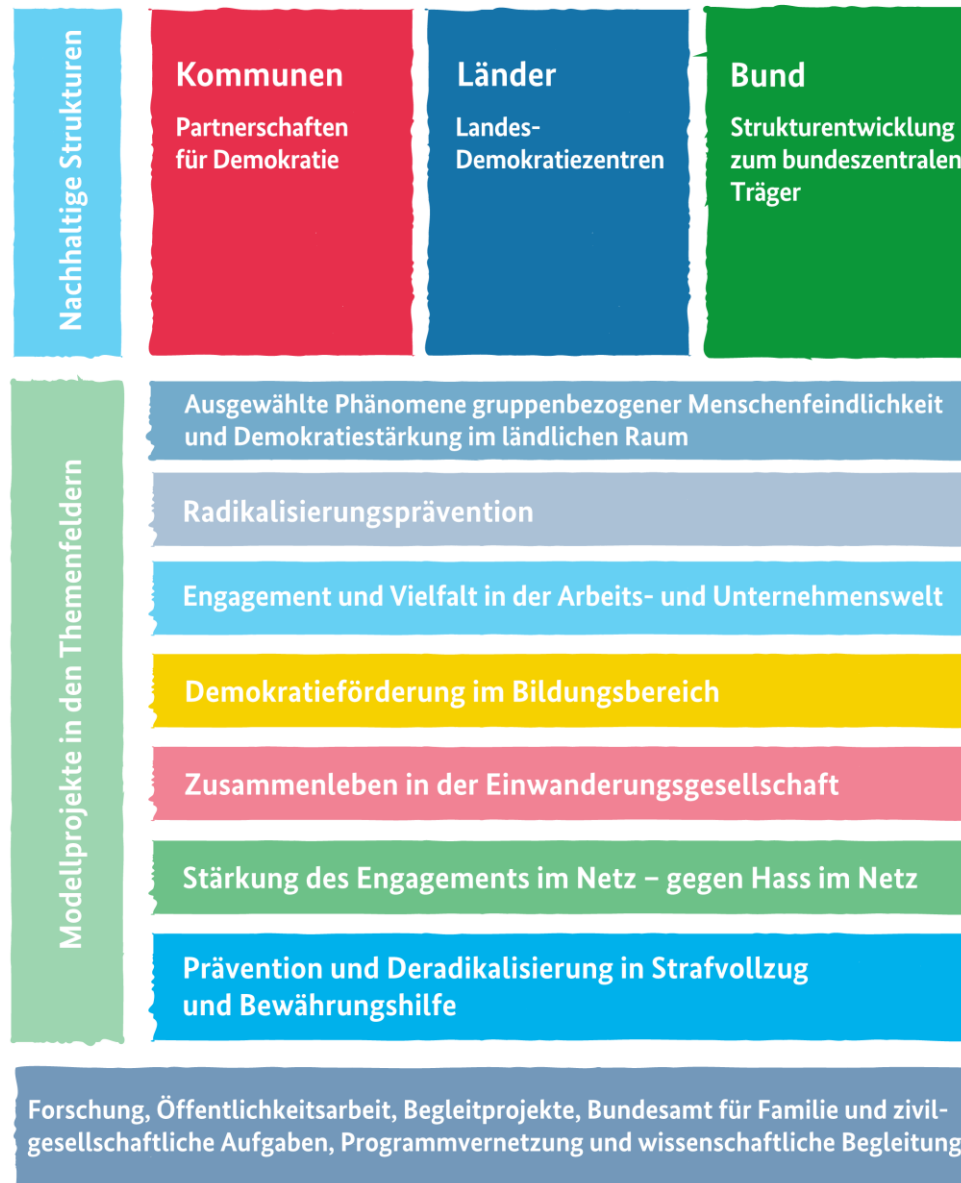 Nachhaltige Strukturen
Kommunen
Partnerschaften
für Demokratie
Länder
Landes-
Demokratiezentren
Bund
Strukturentwicklung
zum bundeszentralen
Träger
Modellprojekte in den Themenfeldern
Ausgewählte Phänomene gruppenbezogener Menschenfeindlichkeit
und Demokratiestärkung im ländlichen Raum
Radikalisierungsprävention
Engagement und Vielfalt in der Arbeits- und Unternehmenswelt
Demokratieförderung im Bildungsbereich
Zusammenleben in der Einwanderungsgesellschaft
Stärkung des Engagements im Netz – gegen Hass im Netz
Prävention und Deradikalisierung in Strafvollzug
und Bewährungshilfe
Forschung, Öffentlichkeitsarbeit, Begleitprojekte, Bundesamt für Familie und zivil-
gesellschaftliche Aufgaben, Programmvernetzung und wissenschaftliche Begleitung